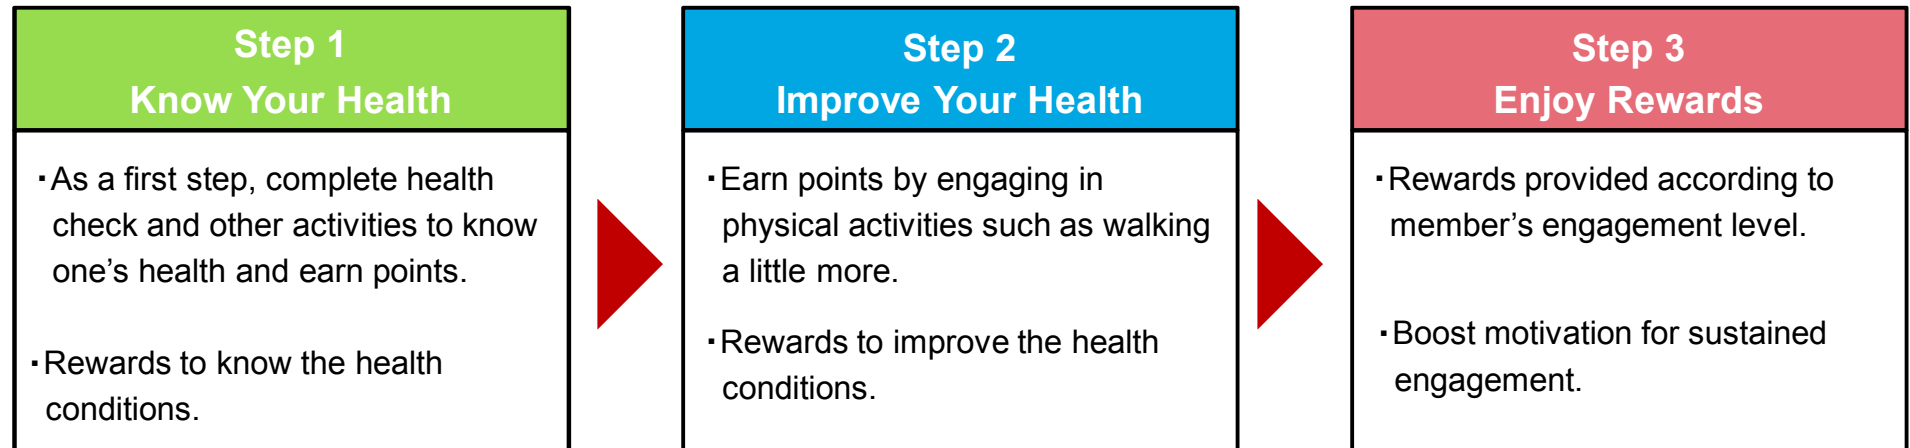 Step 1
Know Your Health
・As a first step, complete health
check and other activities to know
one’s health and earn points.
・Rewards to know the health
conditions.
Step 2
Improve Your Health
・Earn points by engaging in
physical activities such as walking
a little more.
・Rewards to improve the health
conditions.
Step 3
Enjoy Rewards
・Rewards provided according to
member’s engagement level.
・Boost motivation for sustained
engagement.